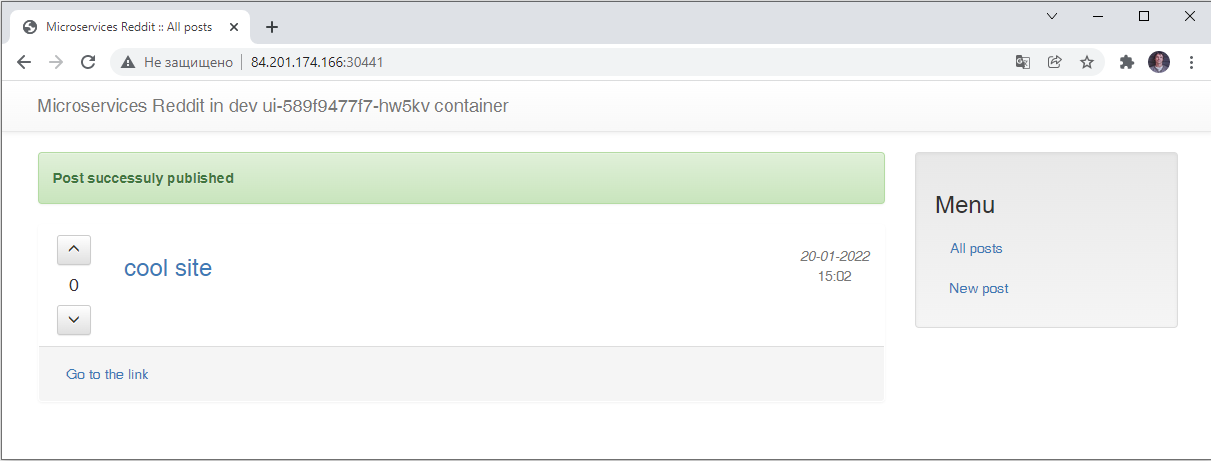 Microservices Reddit :: All posts
Не защищено 84.201.174.166:30441
Microservices Reddit in dev ui-589f9477f7-hw5kv container
Post successuly published
Menu
All posts
New post
cool site
20-01-2022
15:02
0
Go to the link